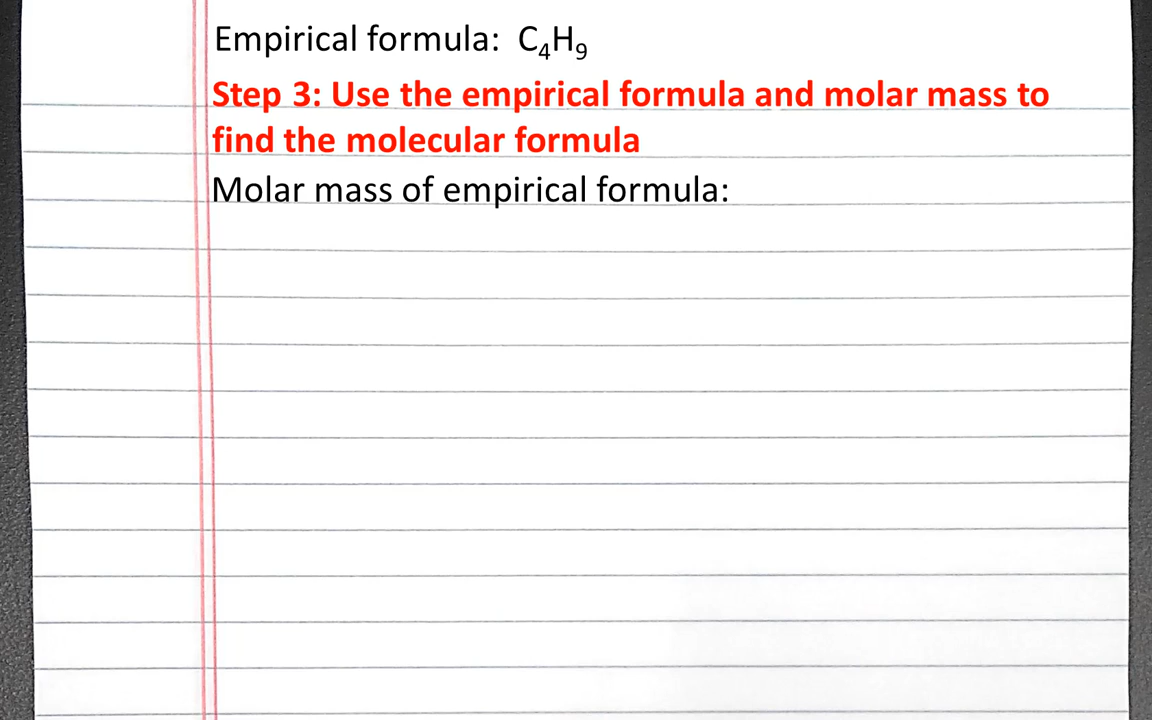 Empirical formula: C₄H₉
Step 3: Use the empirical formula and molar mass to
find the molecular formula
Molar mass of empirical formula: